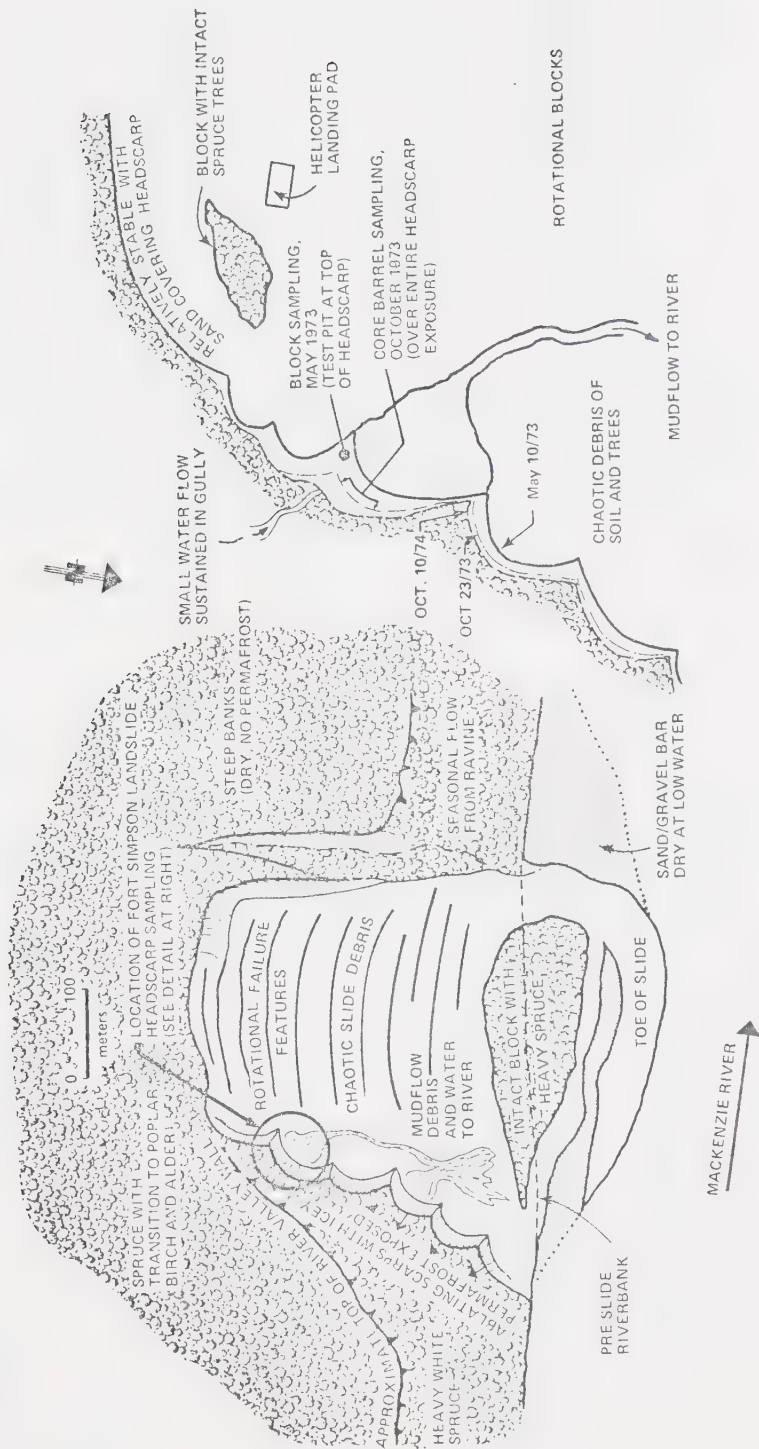 SPRUCE WITH
TRANSITION TO POPLAR
BIRCH AND ALDER
0 100
meters
LOCATION OF FORT SIMPSON LANDSLIDE
HEADSCARP SAMPLING
(SEE DETAIL AT RIGHT)
STEEP BANKS
(DRY, NO PERMAFROST)
APPROXIMATE TOP OF RIVER VALLEY WALL
HEAVY WHITE
SPRUCE
ABLATING SCARPS WITH ICEY
PERMAFROST EXPOSED
ROTATIONAL FAILURE
FEATURES
CHAOTIC SLIDE DEBRIS
MUDFLOW
DEBRIS
AND WATER
TO RIVER
SEASONAL FLOW
FROM RAVINE
INTACT BLOCK WITH
HEAVY SPRUCE
PRE SLIDE
RIVERBANK
TOE OF SLIDE
SAND/GRAVEL BAR
DRY AT LOW WATER
MACKENZIE RIVER
SMALL WATER FLOW
SUSTAINED IN GULLY
RELATIVELY STABLE WITH
SAND COVERING HEADSCARP
BLOCK WITH INTACT
SPRUCE TREES
HELICOPTER
LANDING PAD
BLOCK SAMPLING,
MAY 1973
(TEST PIT AT TOP
OF HEADSCARP)
CORE BARREL SAMPLING,
OCTOBER 1973
(OVER ENTIRE HEADSCARP
EXPOSURE)
OCT. 10/74
OCT 23/73
May 10/73
CHAOTIC DEBRIS OF
SOIL AND TREES
ROTATIONAL BLOCKS
MUDFLOW TO RIVER